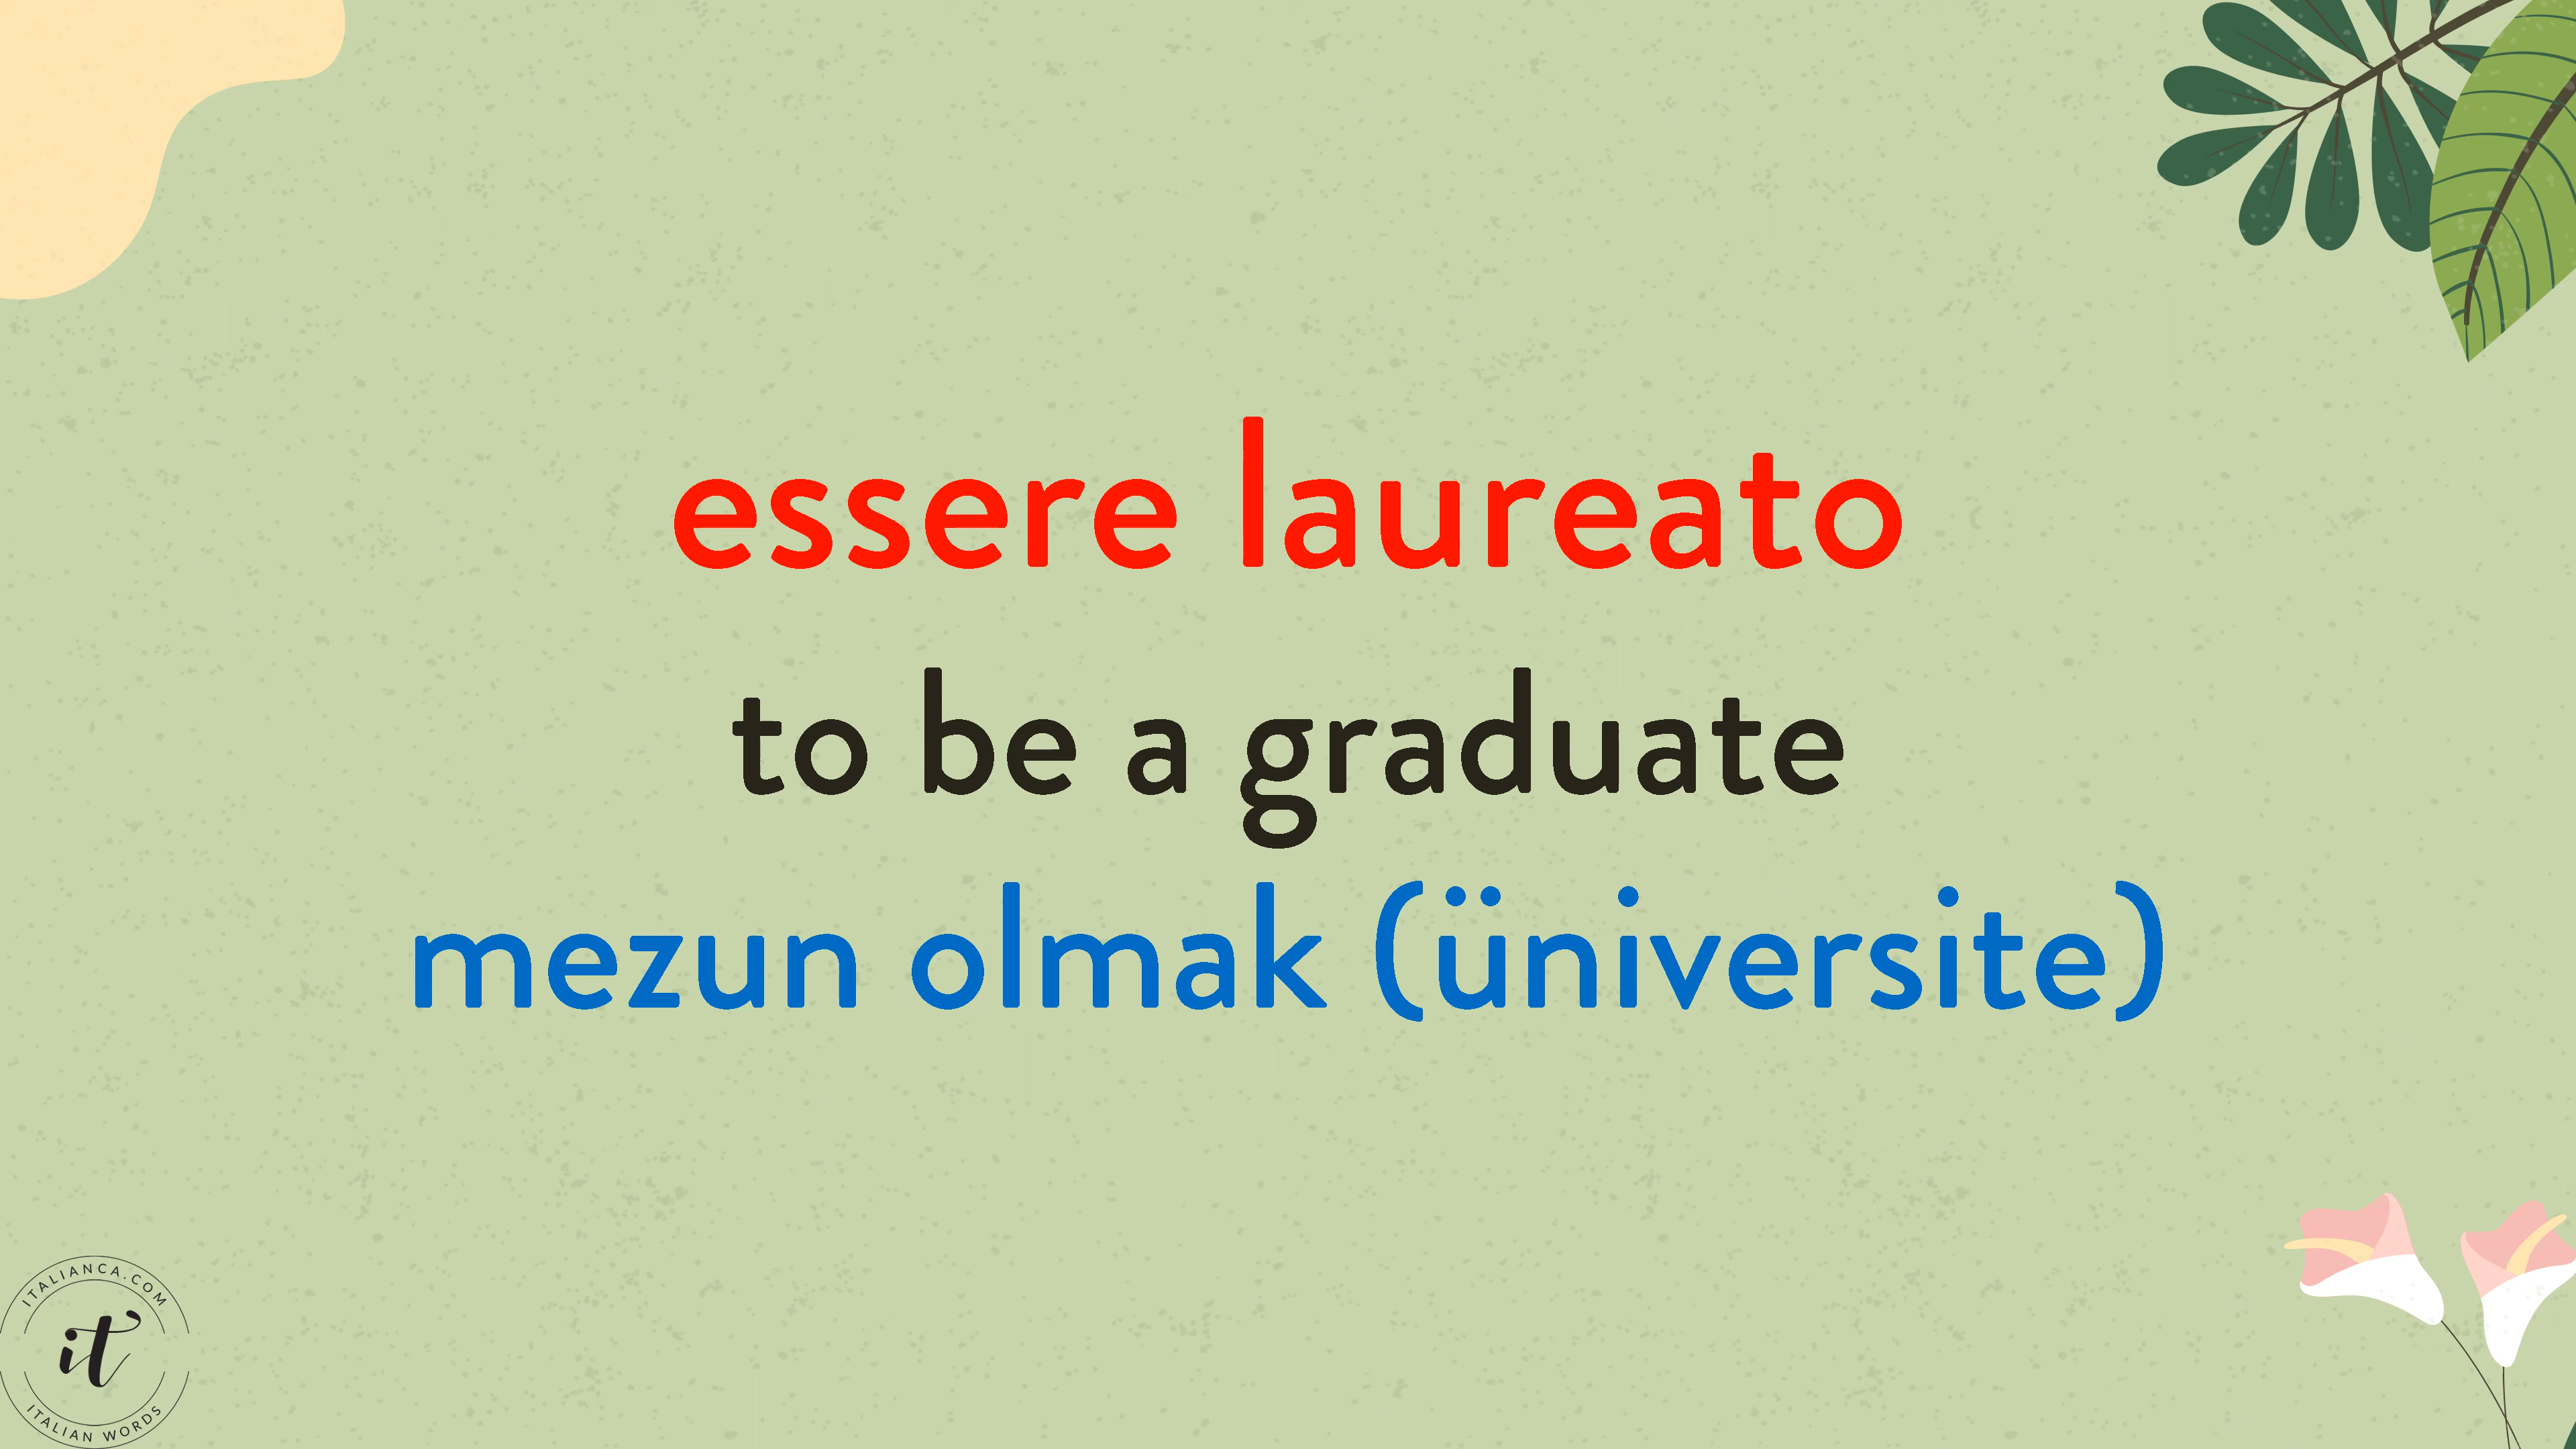 essere laureato
to be a graduate
mezun olmak (üniversite)
ITALIANCA.COM
it
ITALIAN WORDS